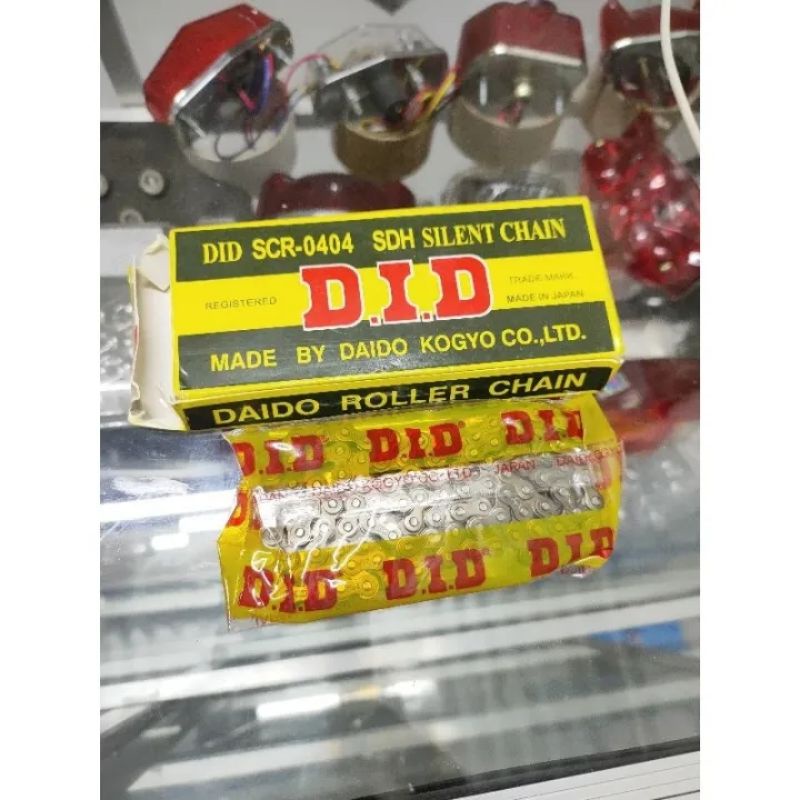 DID SCR-0404 SDH SILENT CHAIN
REGISTERED
D.I.D
TRADE MARK
MADE IN JAPAN
MADE BY DAIDO KOGYO CO.,LTD.
DAIDO ROLLER CHAIN
D.I.D D.I.D D.I.D
JAPAN
D.I.D D.I.D D.I.D